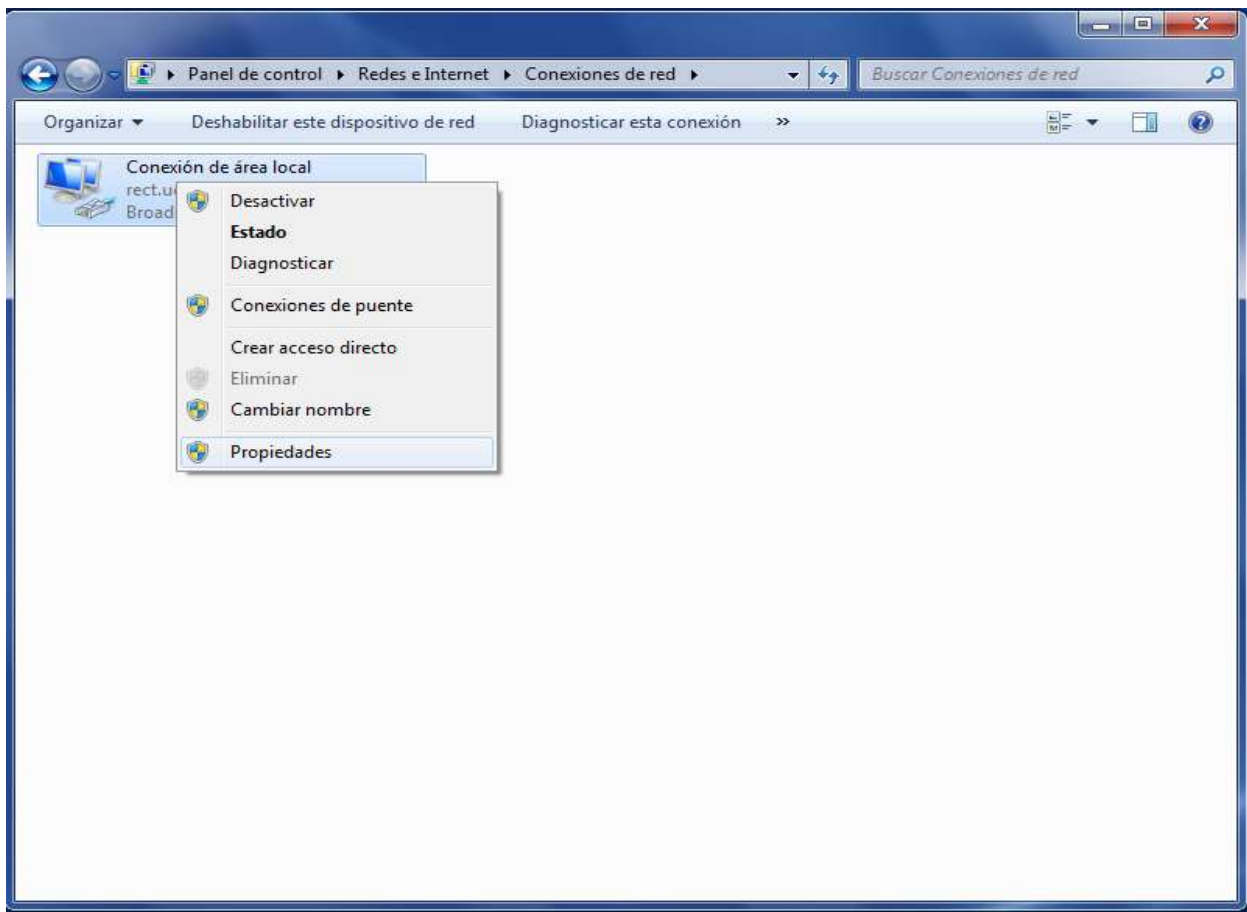 Panel de control ▸ Redes e Internet ▸ Conexiones de red ▸
Buscar Conexiones de red
Organizar
Deshabilitar este dispositivo de red
Diagnosticar esta conexión
»
Conexión de área local
rect.u
Broad
Desactivar
Estado
Diagnosticar
Conexiones de puente
Crear acceso directo
Eliminar
Cambiar nombre
Propiedades